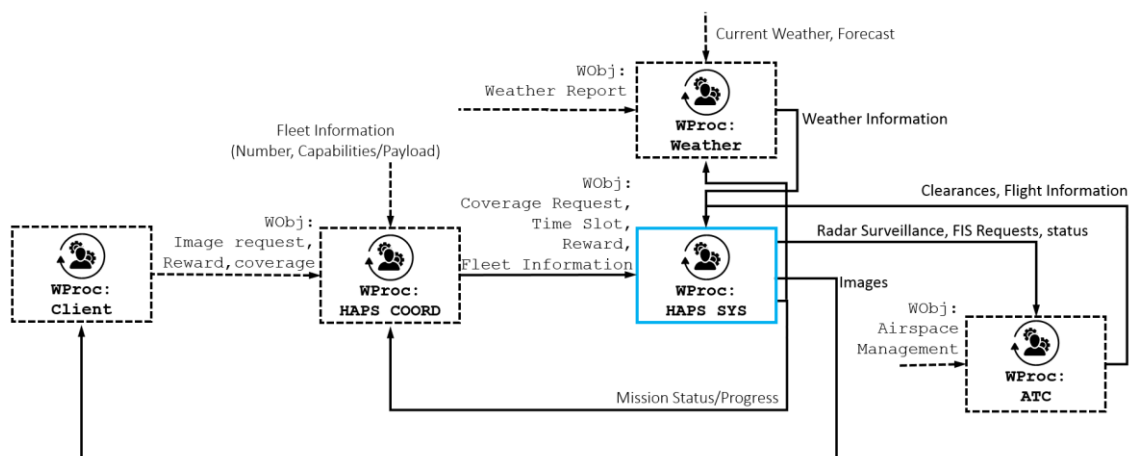 Current Weather, Forecast
WObj:
Weather Report
WProc:
Weather
Weather Information
Fleet Information
(Number, Capabilities/Payload)
WObj:
Coverage Request,
Time Slot,
Reward,
Fleet Information
Clearances, Flight Information
WObj:
Image request,
Reward,coverage
Radar Surveillance, FIS Requests, status
WProc:
Client
WProc:
HAPS COORD
WProc:
HAPS SYS
Images
WObj:
Airspace
Management
WProc:
ATC
Mission Status/Progress